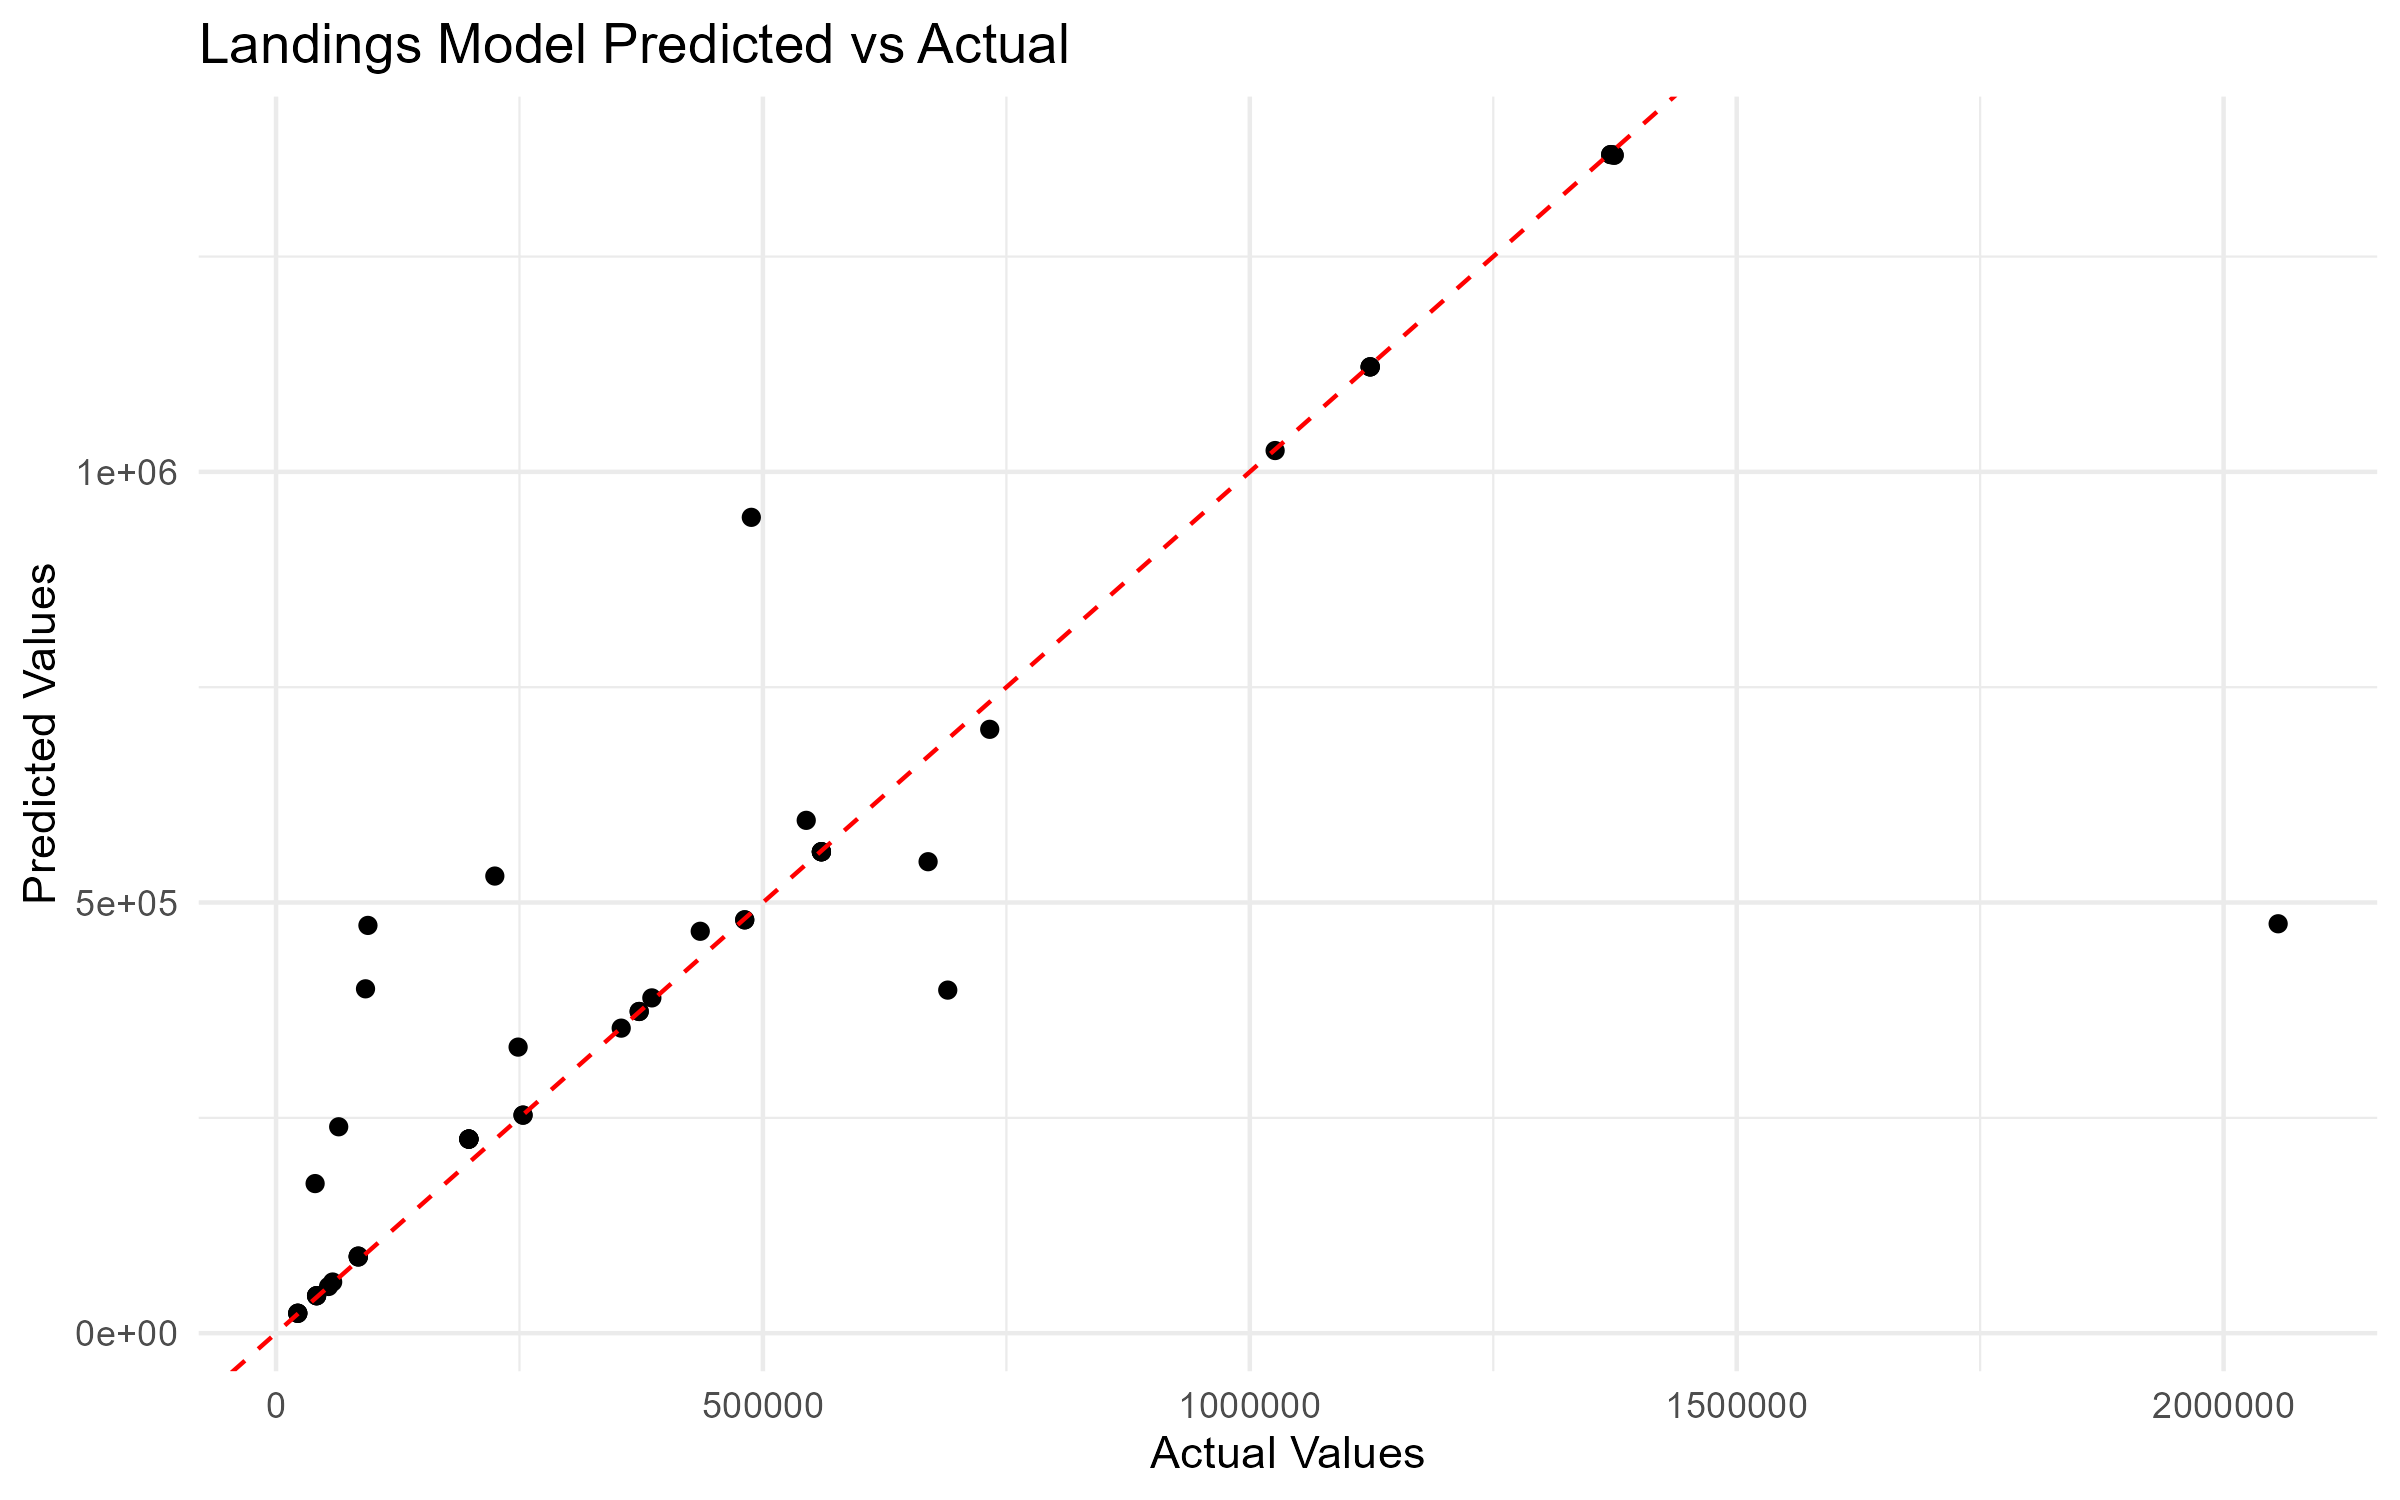 Landings Model Predicted vs Actual
Predicted Values
1e+06
5e+05
0e+00
0
500000
1000000
1500000
2000000
Actual Values